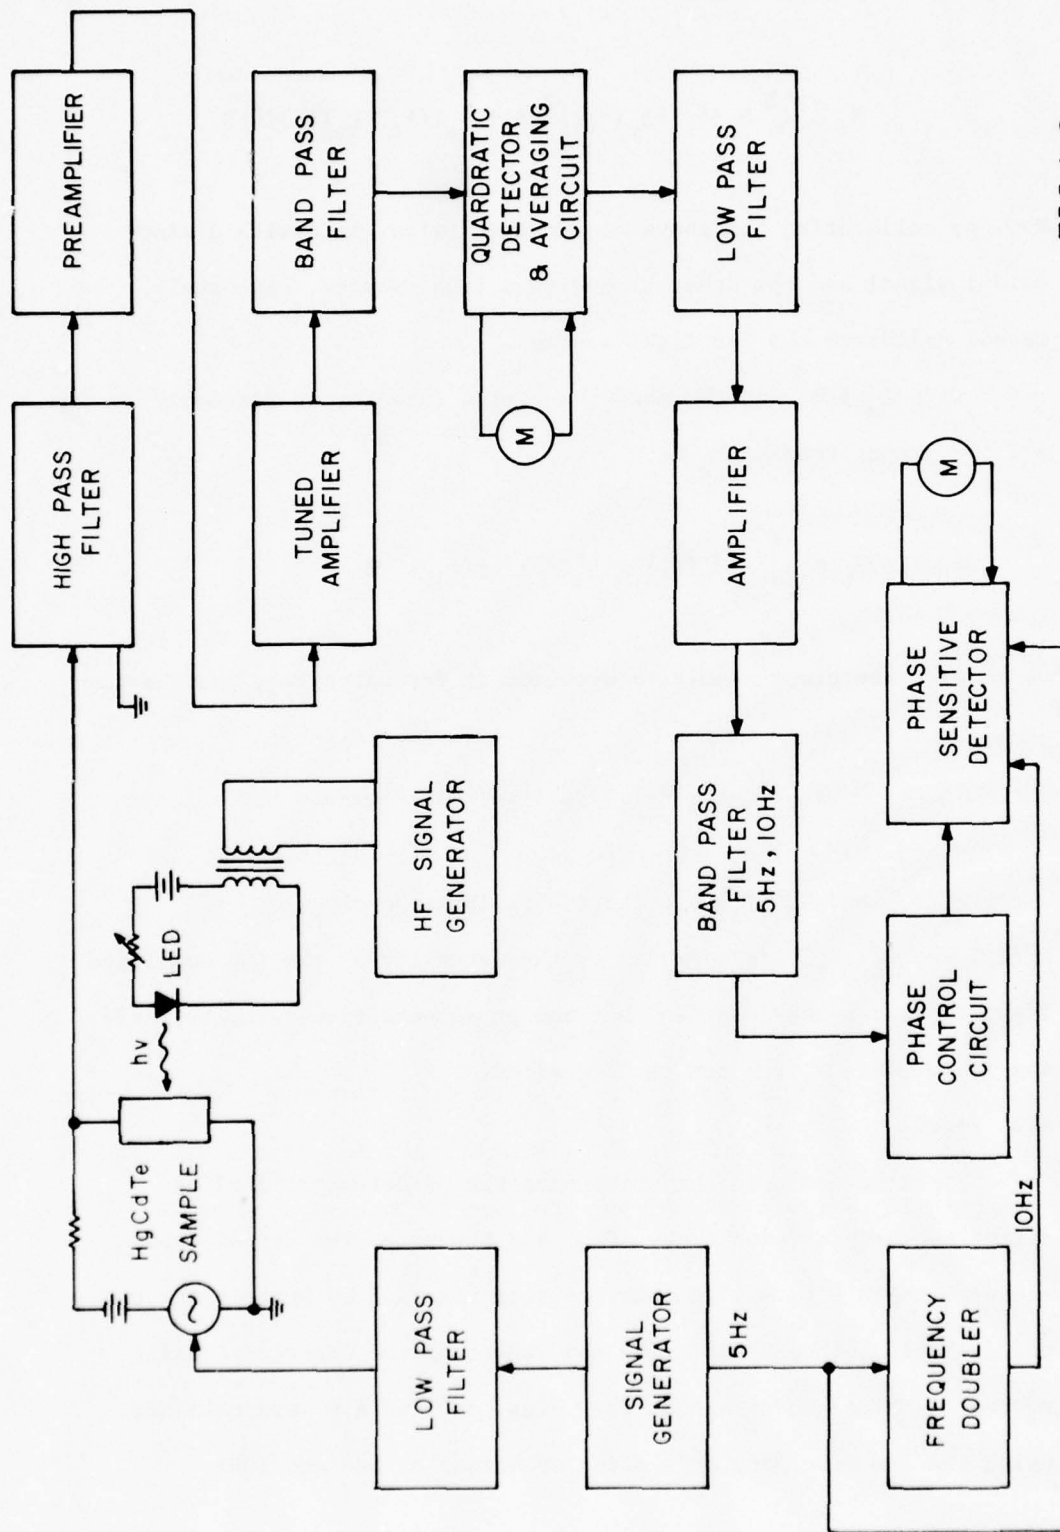 HIGH PASS
FILTER
PREAMPLIFIER
HgCdTe
SAMPLE
hν
LED
TUNED
AMPLIFIER
BAND PASS
FILTER
LOW PASS
FILTER
HF SIGNAL
GENERATOR
M
QUARDRATIC
DETECTOR
& AVERAGING
CIRCUIT
SIGNAL
GENERATOR
5Hz
BAND PASS
FILTER
5Hz, 10Hz
AMPLIFIER
LOW PASS
FILTER
FREQUENCY
DOUBLER
10Hz
PHASE
CONTROL
CIRCUIT
PHASE
SENSITIVE
DETECTOR
M